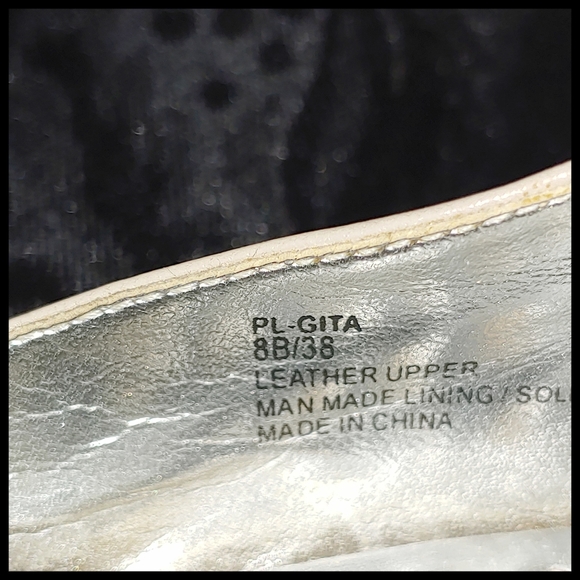 PL-GITA
8B/38
LEATHER UPPER
MAN MADE LINING / SOL
MADE IN CHINA